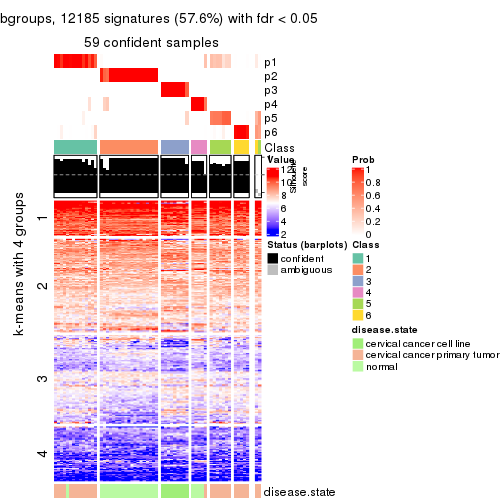 bgroups, 12185 signatures (57.6%) with fdr < 0.05
59 confident samples
p1
p2
p3
p4
p5
p6
Class
Silhouette
score
k-means with 4 groups
1
2
3
4
disease.state
Value
12
10
8
6
4
2
Status (barplots)
confident
ambiguous
Prob
1
0.8
0.6
0.4
0.2
0
Class
1
2
3
4
5
6
disease.state
cervical cancer cell line
cervical cancer primary tumor
normal